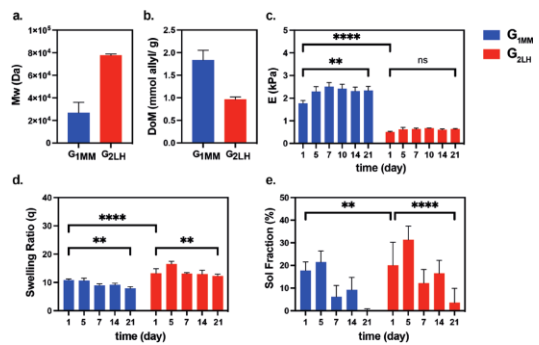 a.
b.
c.
G1MM
G2LH
Mw (Da)
1×10⁵
8×10⁴
6×10⁴
4×10⁴
2×10⁴
0
G1MM G2LH
DoM (mmol allyl/ g)
2.5
2.0
1.5
1.0
0.5
0.0
G1MM G2LH
E (kPa)
5
4
3
2
1
0
****
**
ns
1 5 7 10 14 21 1 5 7 10 14 21
time (day)
d.
e.
Swelling Ratio (q)
40
30
20
10
0
****
** **
1 5 7 14 21 1 5 7 14 21
time (day)
Sol Fraction (%)
50
40
30
20
10
0
** ****
1 5 7 14 21 1 5 7 14 21
time (day)